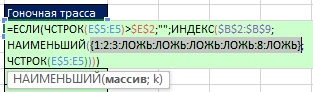 Гоночная трасса
=ЕСЛИ(ЧСТРОК(E$5:E5)>$E$2;"";ИНДЕКС($B$2:$B$9;
НАИМЕНЬШИЙ({1:2:3:ЛОЖЬ:ЛОЖЬ:ЛОЖЬ:ЛОЖЬ:8:ЛОЖЬ};
ЧСТРОК(E$5:E5))))
НАИМЕНЬШИЙ(массив; k)